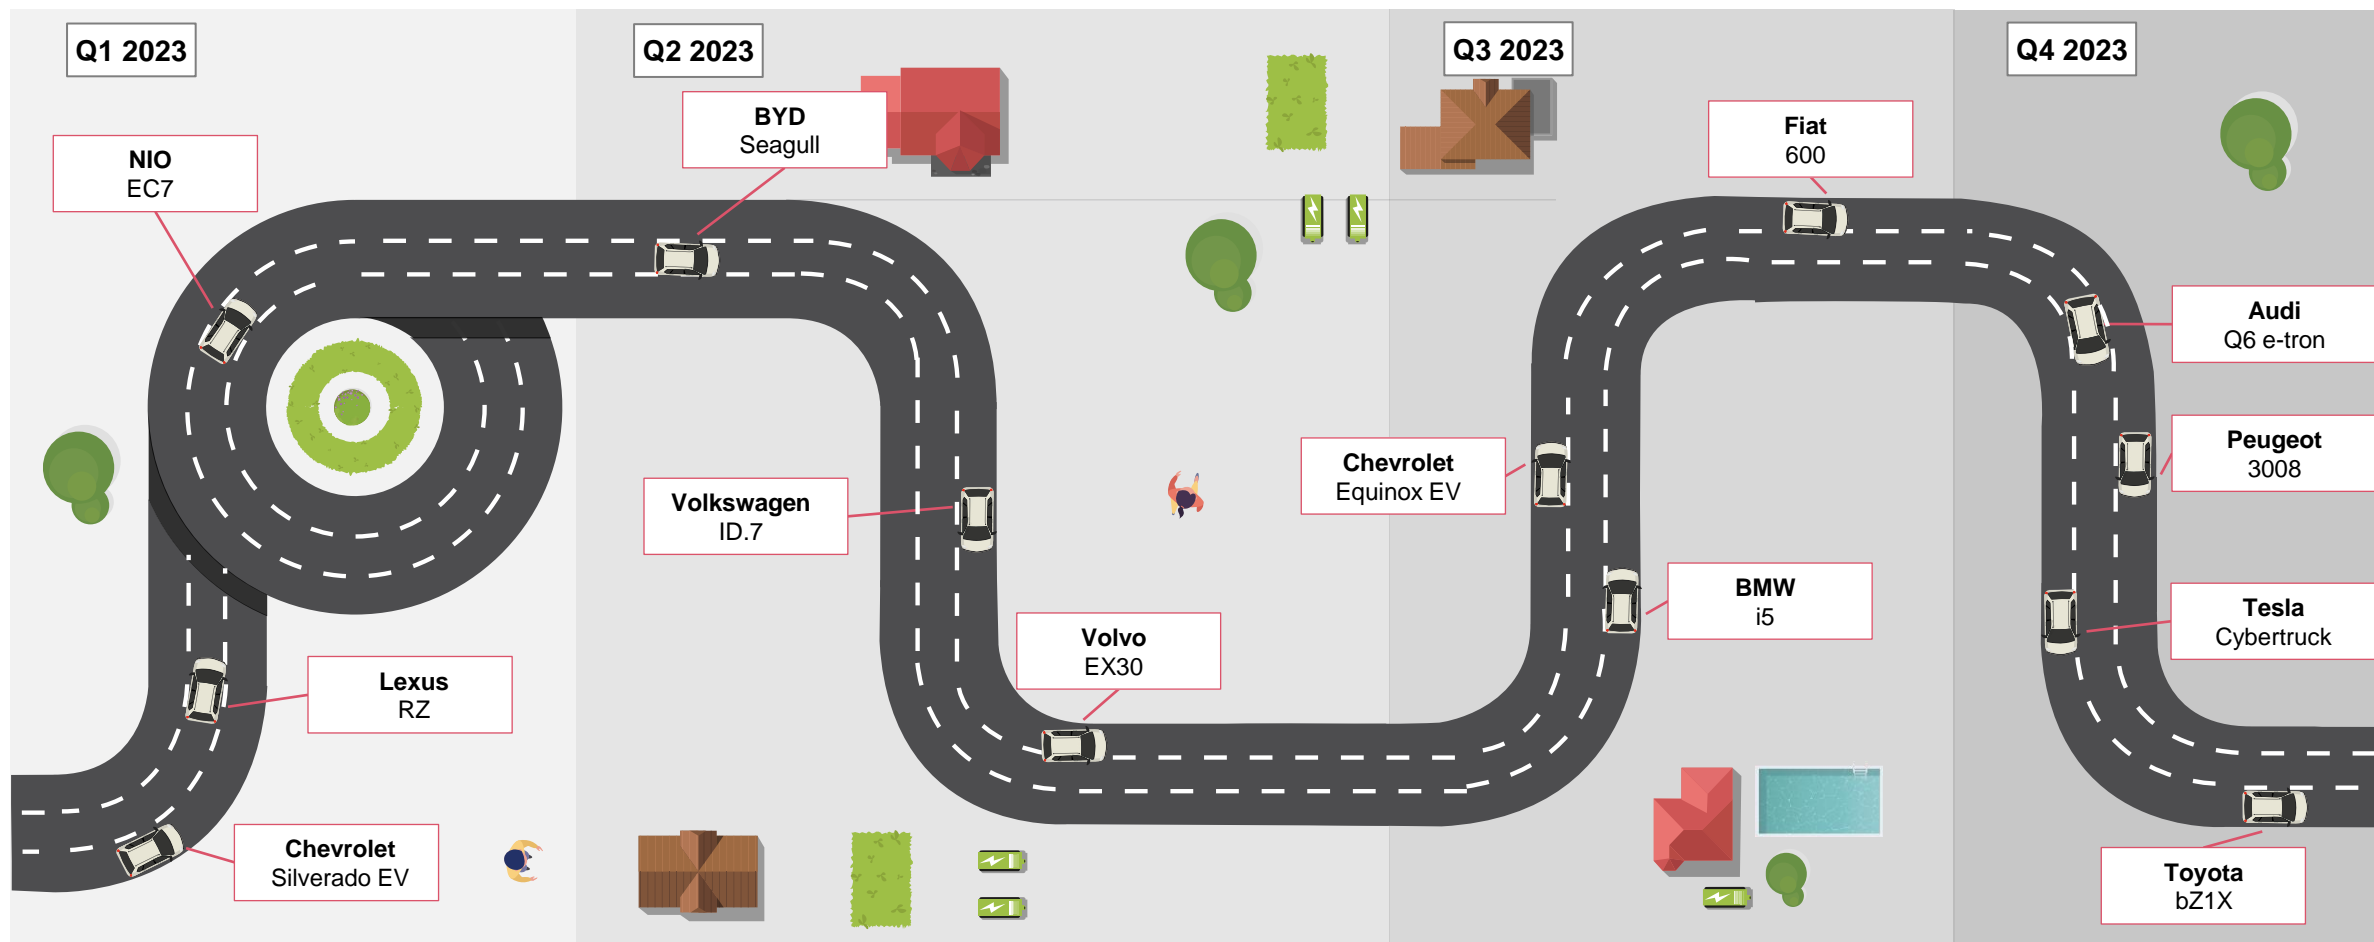 Q1 2023
Q2 2023
Q3 2023
Q4 2023
NIO
EC7
BYD
Seagull
Fiat
600
Audi
Q6 e-tron
Peugeot
3008
Chevrolet
Equinox EV
Volkswagen
ID.7
BMW
i5
Tesla
Cybertruck
Volvo
EX30
Lexus
RZ
Chevrolet
Silverado EV
Toyota
bZ1X